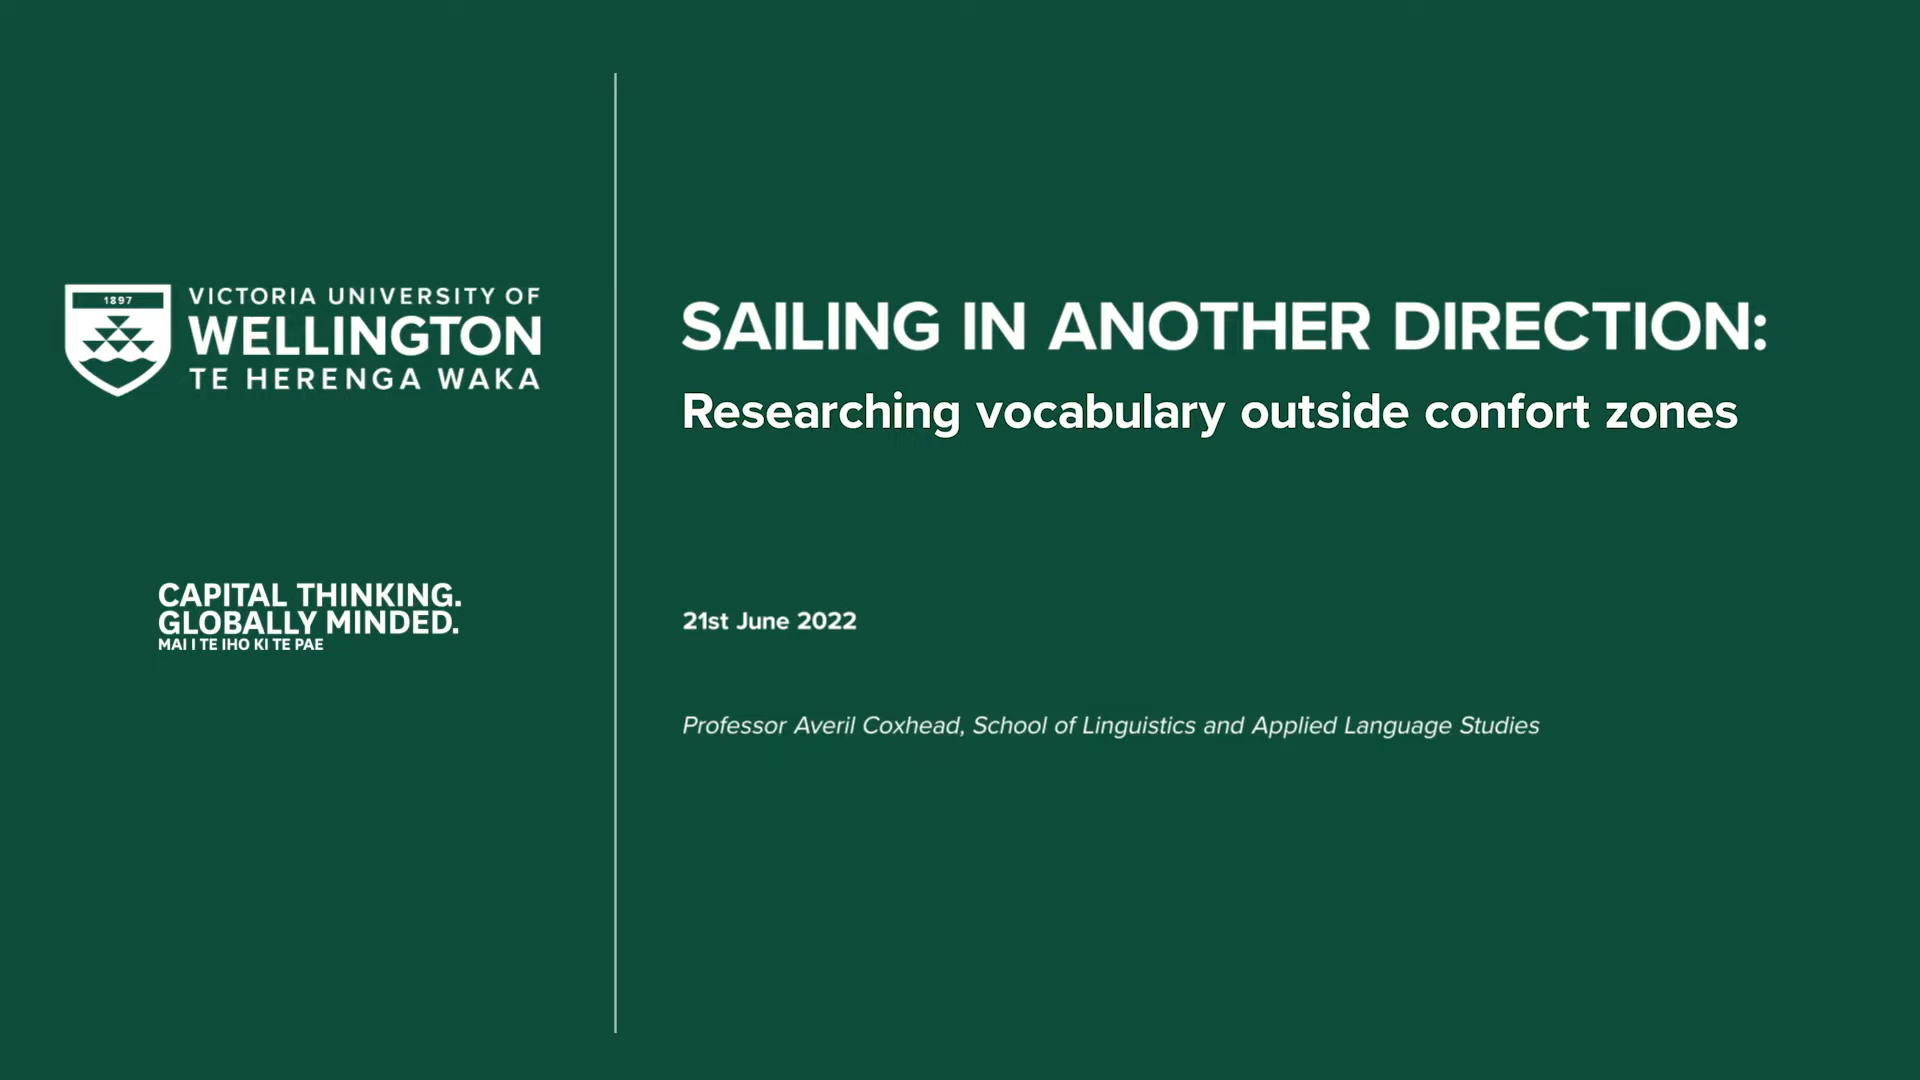 1897
VICTORIA UNIVERSITY OF
WELLINGTON
TE HERENGA WAKA
CAPITAL THINKING.
GLOBALLY MINDED.
MAI I TE IHO KI TE PAE
SAILING IN ANOTHER DIRECTION:
Researching vocabulary outside confort zones
21st June 2022
Professor Averil Coxhead, School of Linguistics and Applied Language Studies